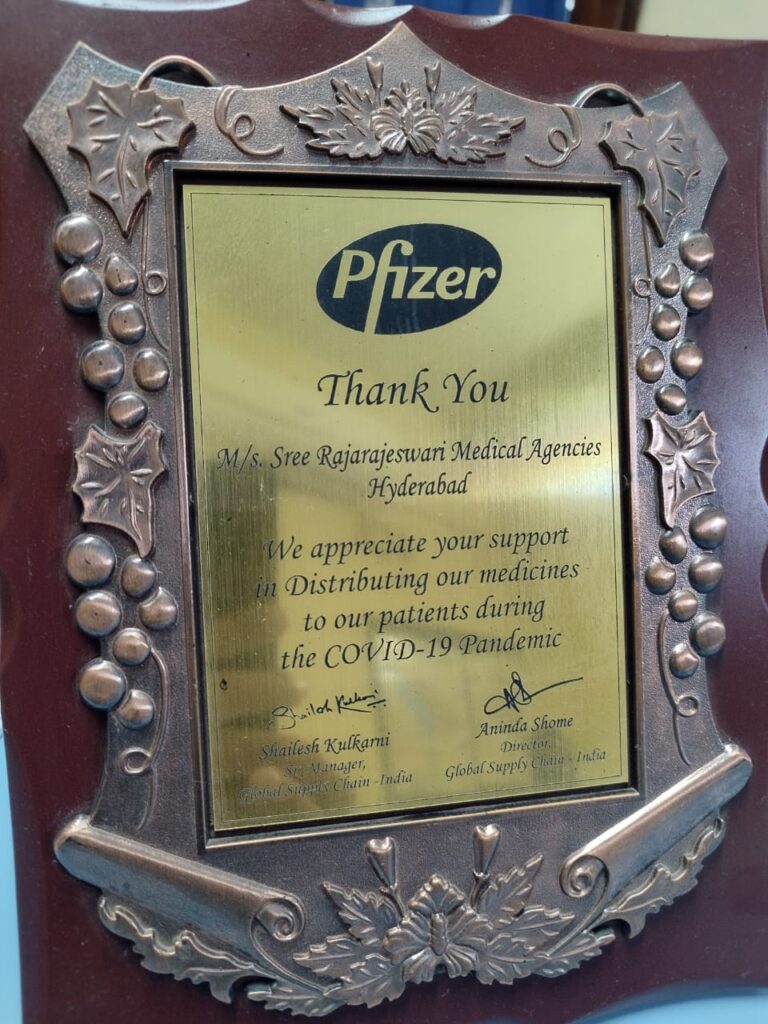 Pfizer
Thank You
M/s. Sree Rajarajeswari Medical Agencies
Hyderabad
We appreciate your support
in Distributing our medicines
to our patients during
the COVID-19 Pandemic
Shailesh Kulkarni
Shailesh Kulkarni
Sr. Manager,
Global Supply Chain -India
Aninda Shome
Director,
Global Supply Chain - India